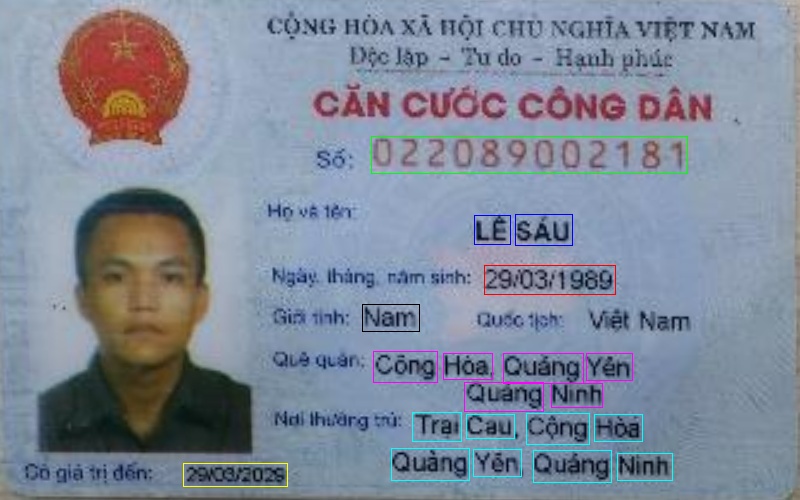 CỘNG HÒA XÃ HỘI CHỦ NGHĨA VIỆT NAM
Độc lập - Tự do - Hạnh phúc
CĂN CƯỚC CÔNG DÂN
Số: 022089002181
Họ và tên:
LÊ SÁU
Ngày, tháng, năm sinh: 29/03/1989
Giới tính: Nam Quốc tịch: Việt Nam
Quê quán: Công Hòa, Quảng Yên
Quảng Ninh
Nơi thường trú: Trại Cau, Cộng Hòa
Quảng Yên Quảng Ninh
Có giá trị đến: 29/03/2029